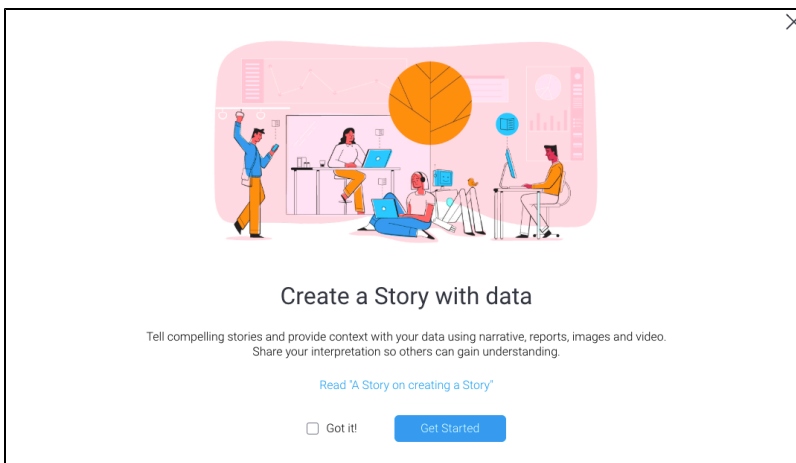 Create a Story with data
Tell compelling stories and provide context with your data using narrative, reports, images and video.
Share your interpretation so others can gain understanding.
Read "A Story on creating a Story"
Got it!
Get Started